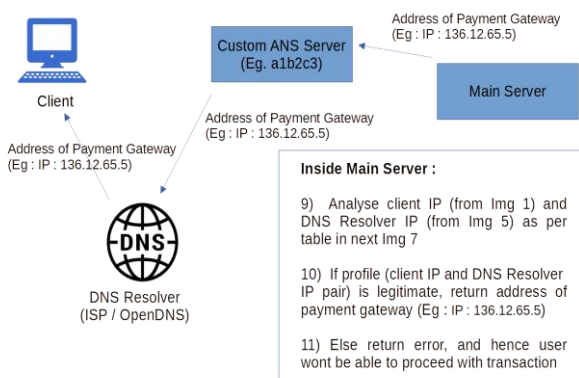 Address of Payment Gateway
(Eg : IP : 136.12.65.5)
Custom ANS Server
(Eg. a1b2c3)
Main Server
Client
Address of Payment Gateway
(Eg : IP : 136.12.65.5)
Address of Payment Gateway
(Eg : IP : 136.12.65.5)
DNS
DNS Resolver
(ISP / OpenDNS)
Inside Main Server :
9) Analyse client IP (from Img 1) and
DNS Resolver IP (from Img 5) as per
table in next Img 7
10) If profile (client IP and DNS Resolver
IP pair) is legitimate, return address of
payment gateway (Eg : IP : 136.12.65.5)
11) Else return error, and hence user
wont be able to proceed with transaction